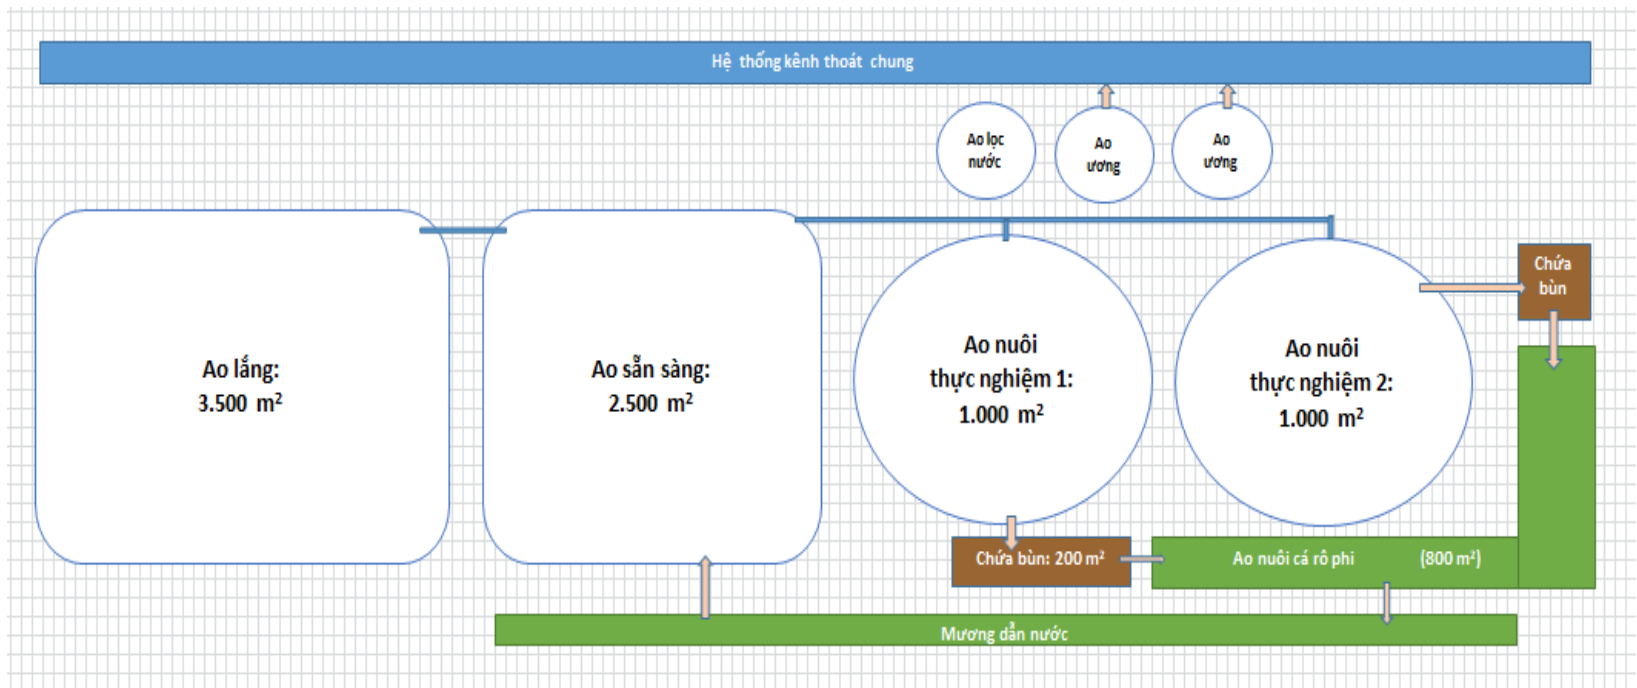 Hệ thống kênh thoát chung
Ao lọc
nước
Ao
ương
Ao
ương
Chứa
bùn
Ao lắng:
3.500 m²
Ao sẵn sàng:
2.500 m²
Ao nuôi
thực nghiệm 1:
1.000 m²
Ao nuôi
thực nghiệm 2:
1.000 m²
Chứa bùn: 200 m²
Ao nuôi cá rô phi (800 m²)
Mương dẫn nước